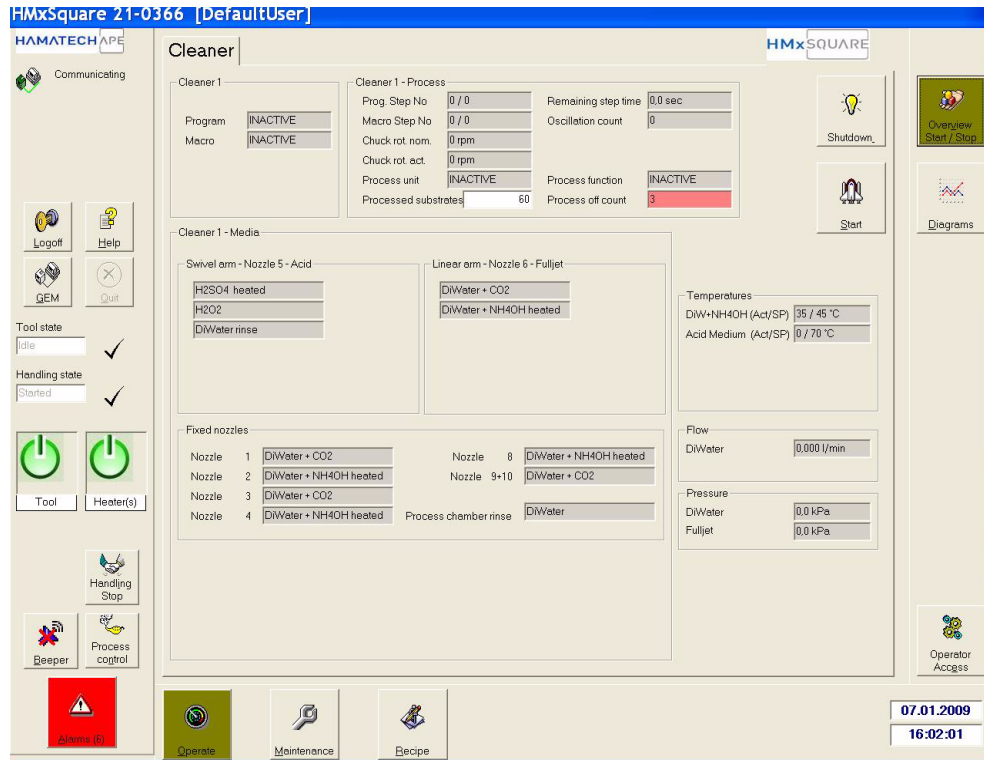 HMxSquare 21-0366 [DefaultUser]
HAMATECH APE
HMxSQUARE
Communicating
Cleaner
Cleaner 1
Program INACTIVE
Macro INACTIVE
Cleaner 1 - Process
Prog. Step No 0 / 0 Remaining step time 0,0 sec
Macro Step No 0 / 0 Oscillation count 0
Chuck rot. nom. 0 rpm
Chuck rot. act. 0 rpm
Process unit INACTIVE Process function INACTIVE
Processed substrates 60 Process off count 3
Shutdown
Start
Overview
Start / Stop
Diagrams
Logoff
Help
GEM
Quit
Tool state
Idle
Handling state
Started
Tool
Heater(s)
Handling
Stop
Beeper
Process
control
Alarms (6)
Cleaner 1 - Media
Swivel arm - Nozzle 5 - Acid
H2SO4 heated
H2O2
DiWater rinse
Linear arm - Nozzle 6 - Fulljet
DiWater + CO2
DiWater + NH4OH heated
Temperatures
DiW+NH4OH (Act/SP) 35 / 45 °C
Acid Medium (Act/SP) 0 / 70 °C
Fixed nozzles
Nozzle 1 DiWater + CO2 Nozzle 8 DiWater + NH4OH heated
Nozzle 2 DiWater + NH4OH heated Nozzle 9+10 DiWater + CO2
Nozzle 3 DiWater + CO2
Nozzle 4 DiWater + NH4OH heated Process chamber rinse DiWater
Flow
DiWater 0,000 l/min
Pressure
DiWater 0,0 kPa
Fulljet 0,0 kPa
Operator
Access
Operate
Maintenance
Recipe
07.01.2009
16:02:01